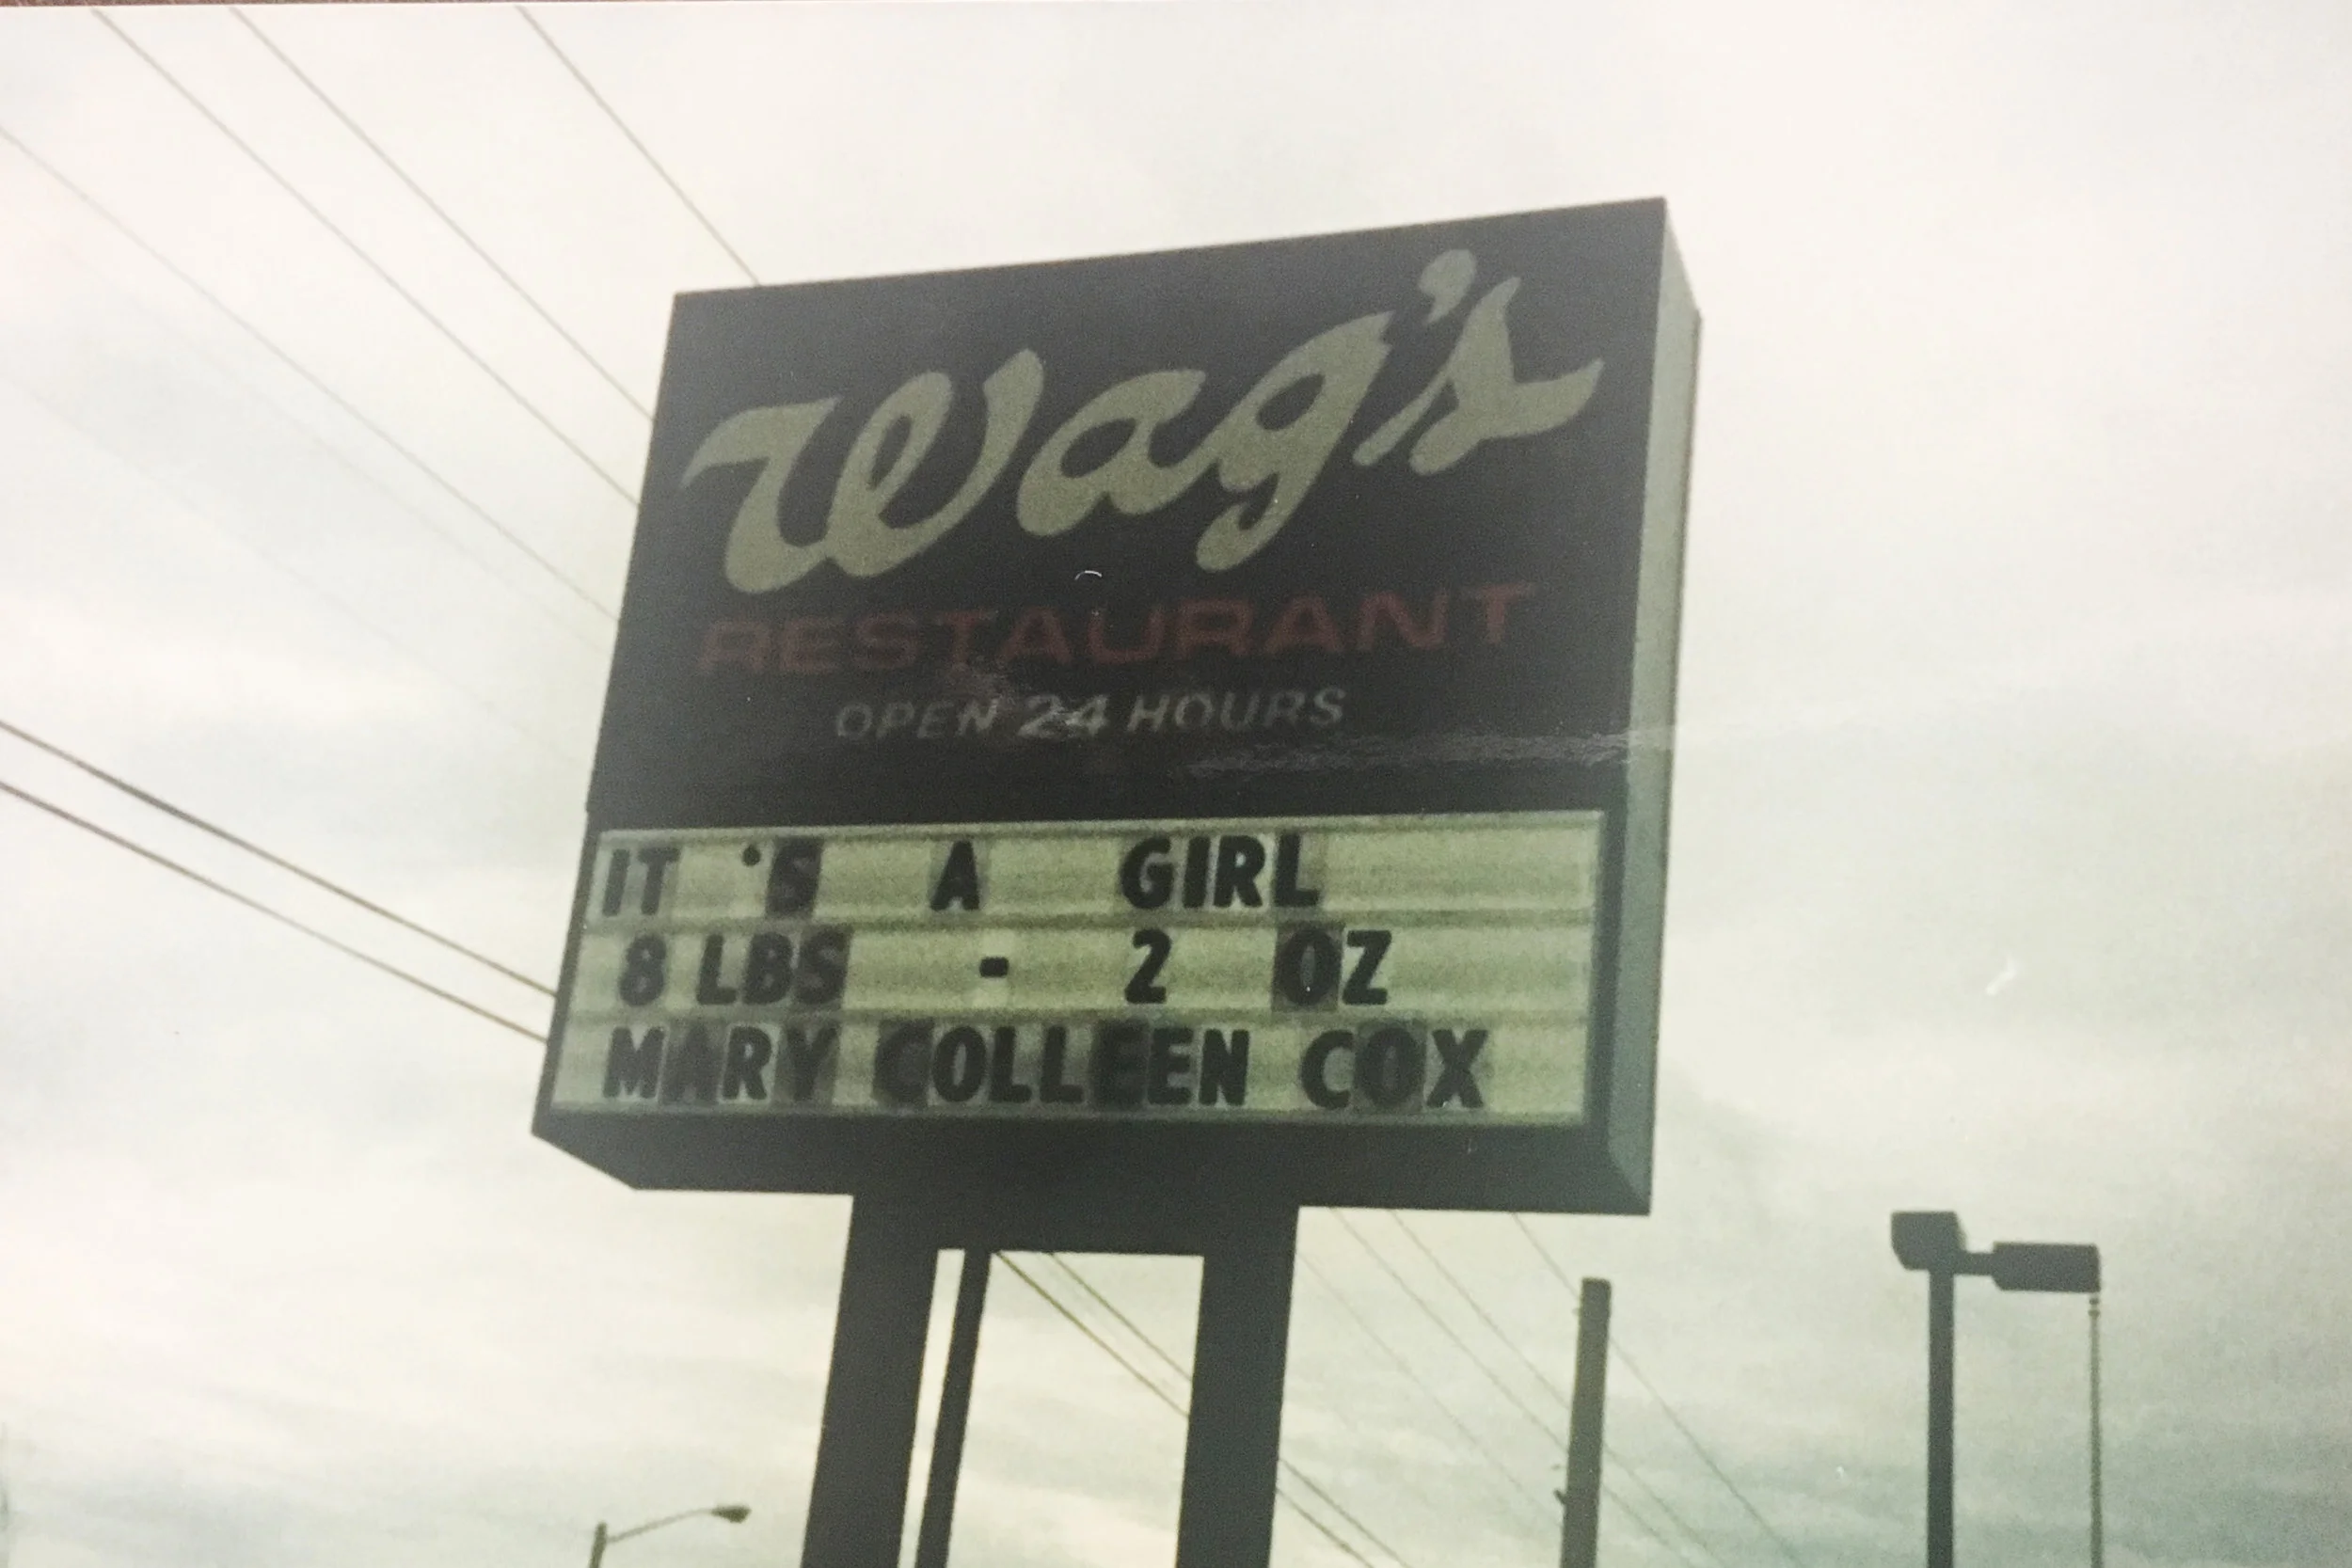 Wag's
RESTAURANT
OPEN 24 HOURS
IT 'S A GIRL
8 LBS - 2 OZ
MARY COLLEEN COX